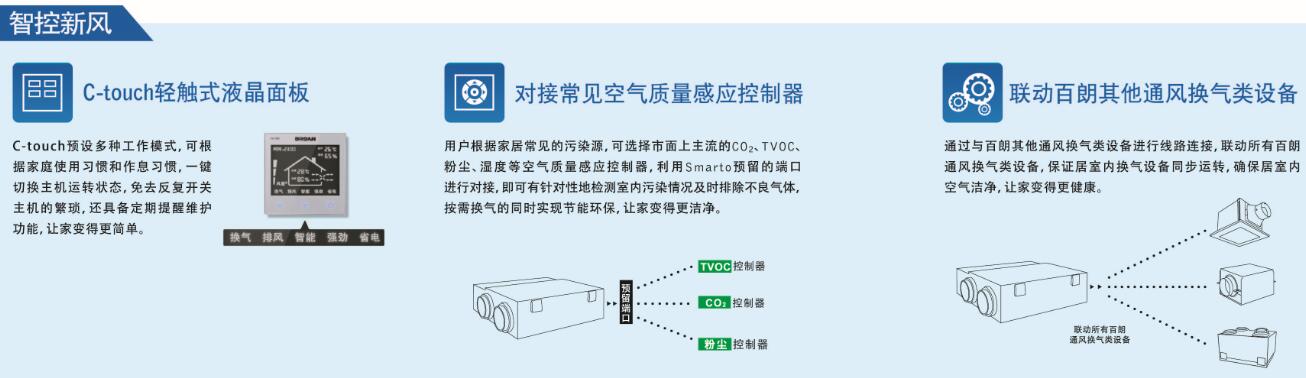 智控新风
C-touch轻触式液晶面板
C-touch预设多种工作模式,可根
据家庭使用习惯和作息习惯,一键
切换主机运转状态,免去反复开关
主机的繁琐,还具备定期提醒维护
功能,让家变得更简单。
BROAN
换气 排风 智能 强劲 省电
对接常见空气质量感应控制器
用户根据家居常见的污染源,可选择市面上主流的CO₂、TVOC、
粉尘、湿度等空气质量感应控制器,利用Smarto预留的端口
进行对接,即可有针对性地检测室内污染情况及时排除不良气体,
按需换气的同时实现节能环保,让家变得更洁净。
预留端口
TVOC 控制器
CO₂ 控制器
粉尘 控制器
联动百朗其他通风换气类设备
通过与百朗其他通风换气类设备进行线路连接,联动所有百朗
通风换气类设备,保证居室内换气设备同步运转,确保居室内
空气洁净,让家变得更健康。
联动所有百朗
通风换气类设备